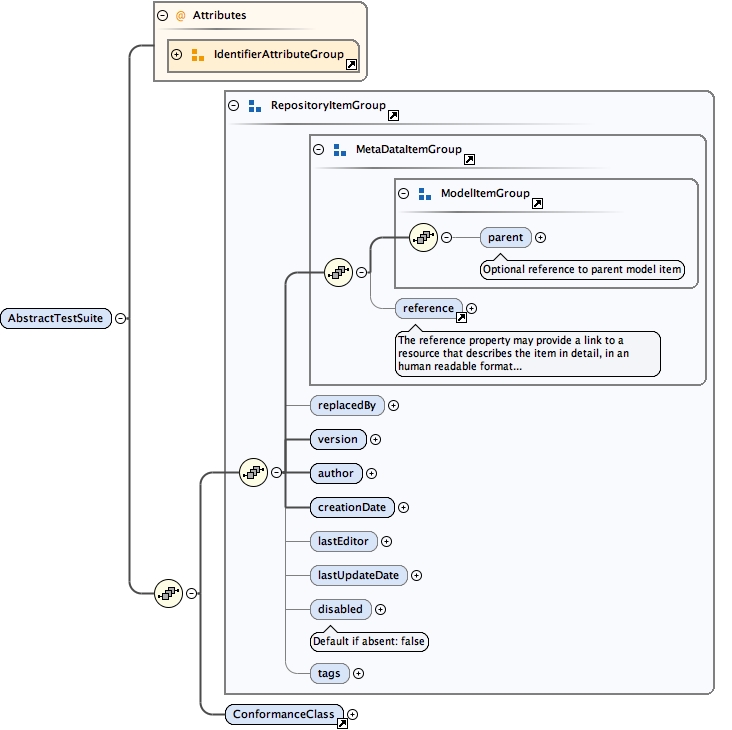 @ Attributes
IdentifierAttributeGroup
RepositoryItemGroup
MetaDataItemGroup
ModelItemGroup
parent
Optional reference to parent model item
reference
The reference property may provide a link to a
resource that describes the item in detail, in an
human readable format...
AbstractTestSuite
replacedBy
version
author
creationDate
lastEditor
lastUpdateDate
disabled
Default if absent: false
tags
ConformanceClass